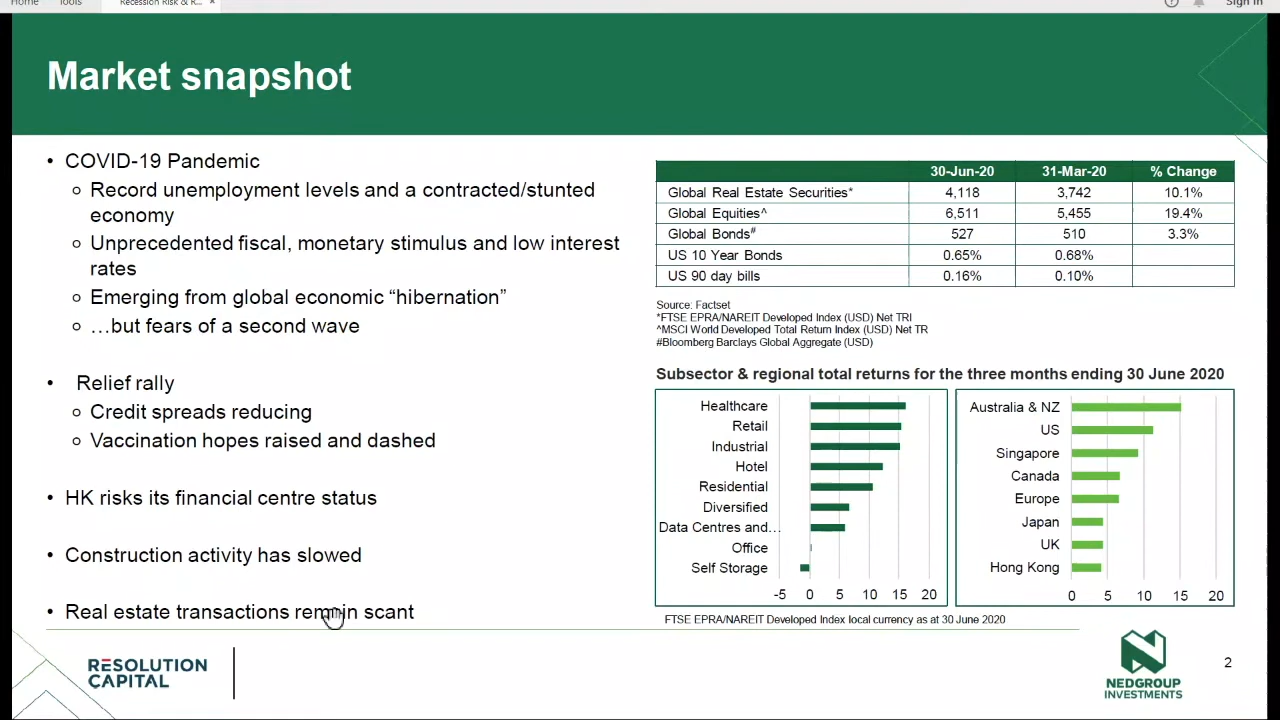 Home Tools Recession Risk & R... × Sign In
Market snapshot
• COVID-19 Pandemic
o Record unemployment levels and a contracted/stunted
economy
o Unprecedented fiscal, monetary stimulus and low interest
rates
o Emerging from global economic “hibernation”
o …but fears of a second wave
• Relief rally
o Credit spreads reducing
o Vaccination hopes raised and dashed
• HK risks its financial centre status
• Construction activity has slowed
• Real estate transactions remain scant
30-Jun-20 31-Mar-20 % Change
Global Real Estate Securities* 4,118 3,742 10.1%
Global Equities^ 6,511 5,455 19.4%
Global Bonds# 527 510 3.3%
US 10 Year Bonds 0.65% 0.68%
US 90 day bills 0.16% 0.10%
Source: Factset
*FTSE EPRA/NAREIT Developed Index (USD) Net TRI
^MSCI World Developed Total Return Index (USD) Net TR
#Bloomberg Barclays Global Aggregate (USD)
Subsector & regional total returns for the three months ending 30 June 2020
Healthcare
Retail
Industrial
Hotel
Residential
Diversified
Data Centres and…
Office
Self Storage
-5 0 5 10 15 20
Australia & NZ
US
Singapore
Canada
Europe
Japan
UK
Hong Kong
0 5 10 15 20
FTSE EPRA/NAREIT Developed Index local currency as at 30 June 2020
RESOLUTION
CAPITAL
NEDGROUP
INVESTMENTS
2